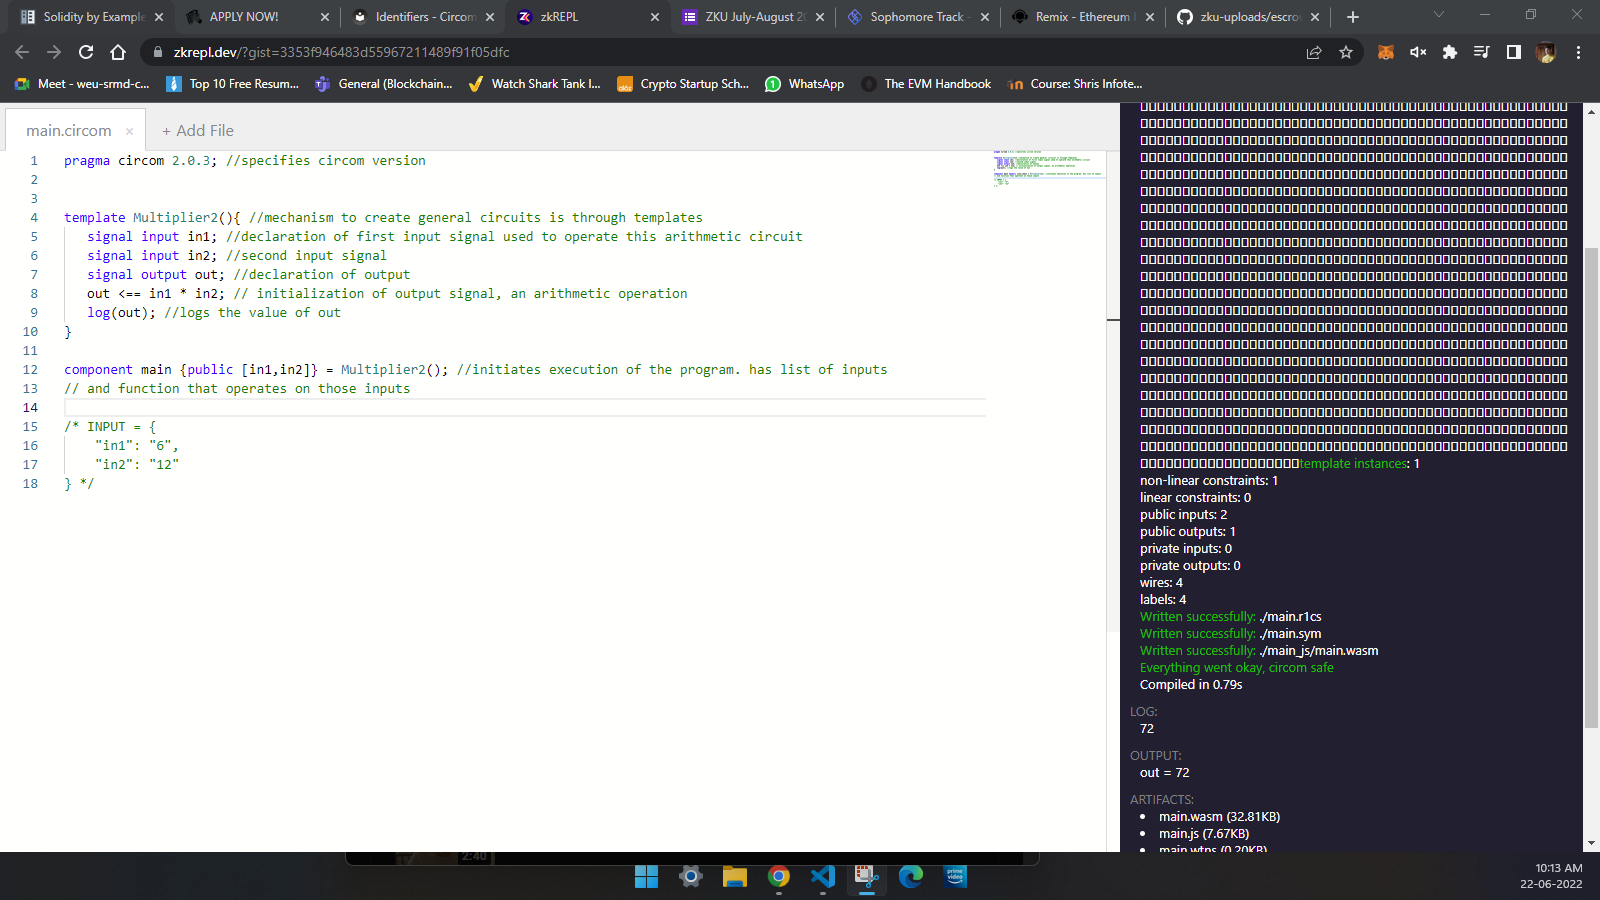 Solidity by Example
APPLY NOW!
Identifiers - Circom
zkREPL
ZKU July-August 20
Sophomore Track -
Remix - Ethereum
zku-uploads/escro
zkrepl.dev/?gist=3353f946483d55967211489f91f05dfc
Meet - weu-srmd-c...
Top 10 Free Resum...
General (Blockchain...
Watch Shark Tank I...
Crypto Startup Sch...
WhatsApp
The EVM Handbook
Course: Shris Infote...
main.circom
+ Add File
1 pragma circom 2.0.3; //specifies circom version
2
3
4 template Multiplier2(){ //mechanism to create general circuits is through templates
5 signal input in1; //declaration of first input signal used to operate this arithmetic circuit
6 signal input in2; //second input signal
7 signal output out; //declaration of output
8 out <== in1 * in2; // initialization of output signal, an arithmetic operation
9 log(out); //logs the value of out
10 }
11
12 component main {public [in1,in2]} = Multiplier2(); //initiates execution of the program. has list of inputs
13 // and function that operates on those inputs
14
15 /* INPUT = {
16 "in1": "6",
17 "in2": "12"
18 } */
template instances: 1
non-linear constraints: 1
linear constraints: 0
public inputs: 2
public outputs: 1
private inputs: 0
private outputs: 0
wires: 4
labels: 4
Written successfully: ./main.r1cs
Written successfully: ./main.sym
Written successfully: ./main_js/main.wasm
Everything went okay, circom safe
Compiled in 0.79s
LOG:
72
OUTPUT:
out = 72
ARTIFACTS:
• main.wasm (32.81KB)
• main.js (7.67KB)
• main.wtns (0.20KB)
2:40
prime video
10:13 AM
22-06-2022